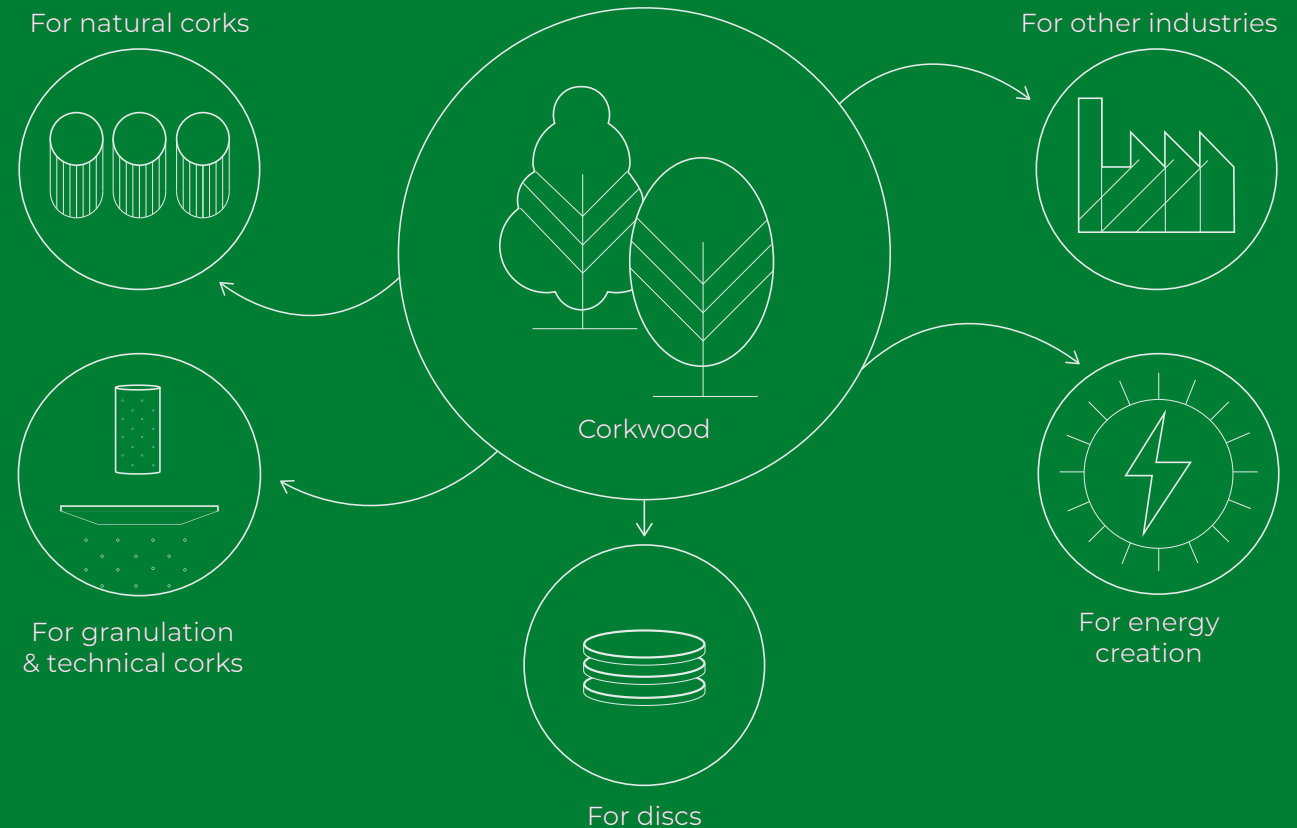 For natural corks
For other industries
Corkwood
For granulation
& technical corks
For energy
creation
For discs